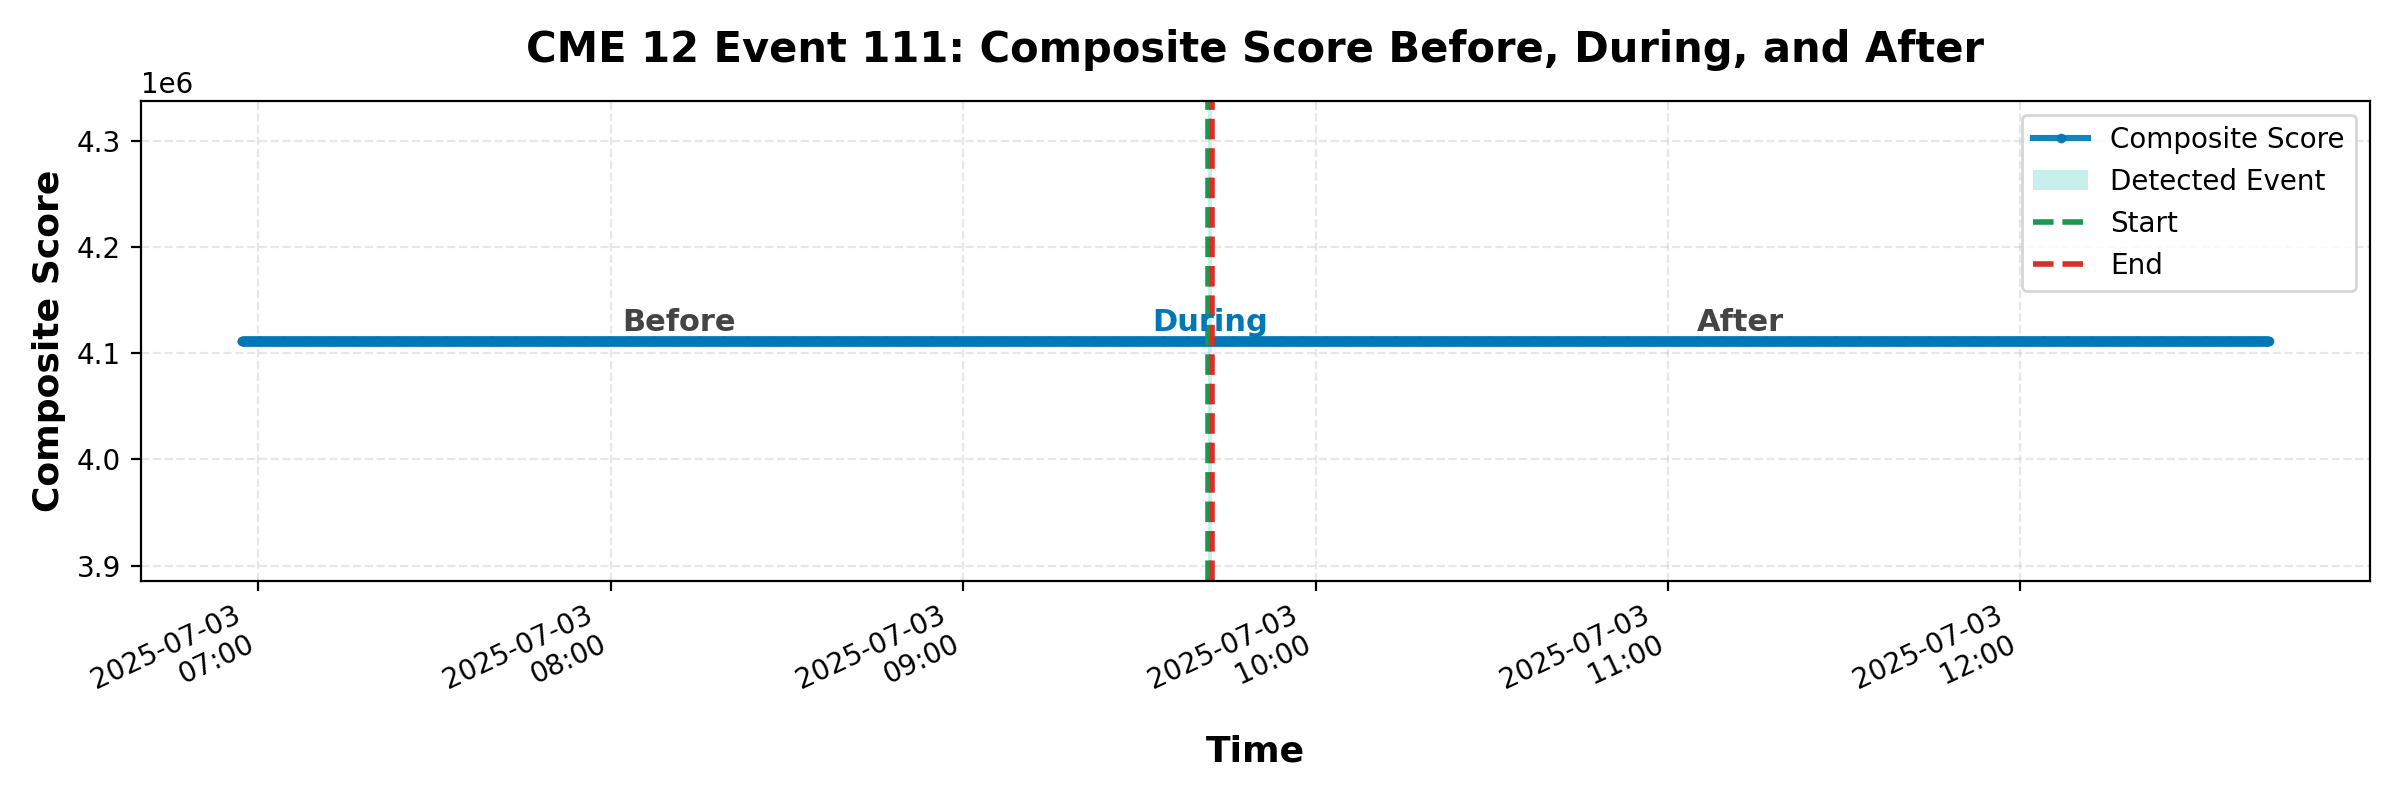 CME 12 Event 111: Composite Score Before, During, and After
1e6
Composite Score
4.3
4.2
4.1
4.0
3.9
Before
During
After
Composite Score
Detected Event
Start
End
2025-07-03
07:00
2025-07-03
08:00
2025-07-03
09:00
2025-07-03
10:00
2025-07-03
11:00
2025-07-03
12:00
Time